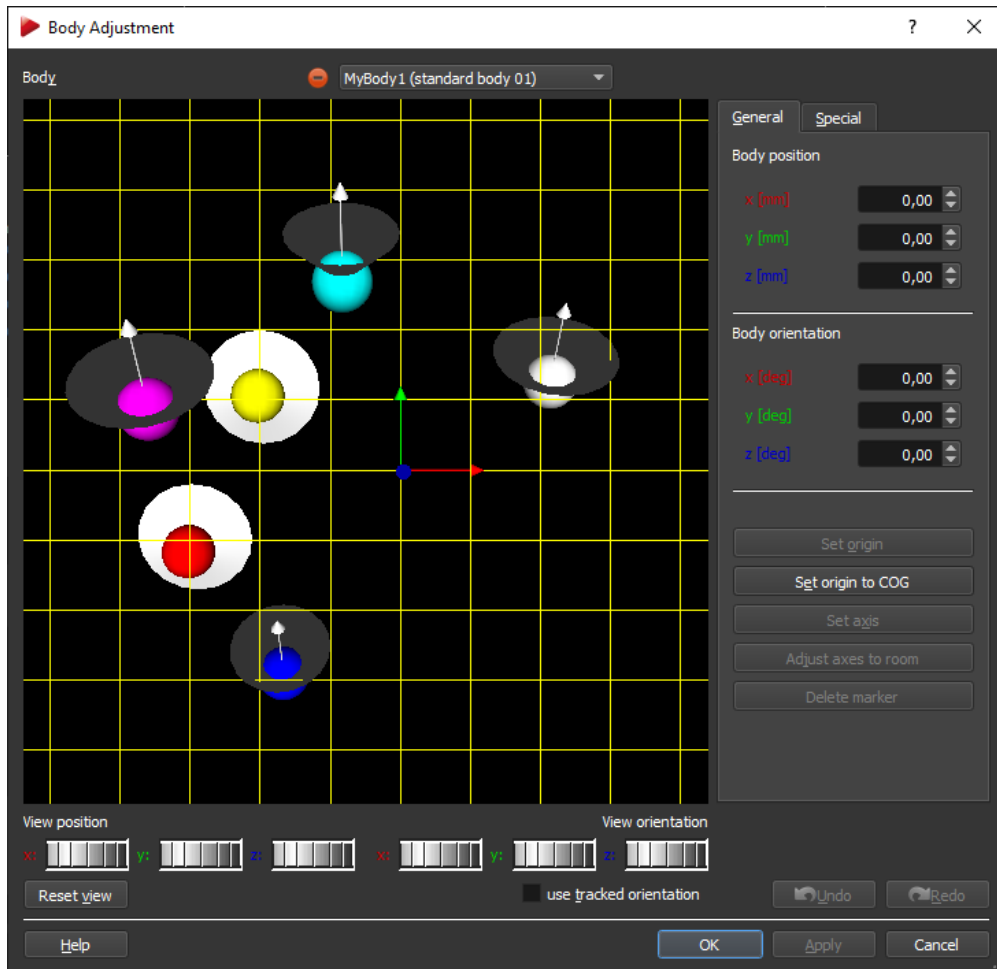 Body Adjustment
?
Body
MyBody1 (standard body 01)
General
Special
Body position
x [mm]
0,00
y [mm]
0,00
z [mm]
0,00
Body orientation
x [deg]
0,00
y [deg]
0,00
z [deg]
0,00
Set origin
Set origin to COG
Set axis
Adjust axes to room
Delete marker
View position
View orientation
x:
y:
z:
x:
y:
z:
Reset view
use tracked orientation
Undo
Redo
Help
OK
Apply
Cancel